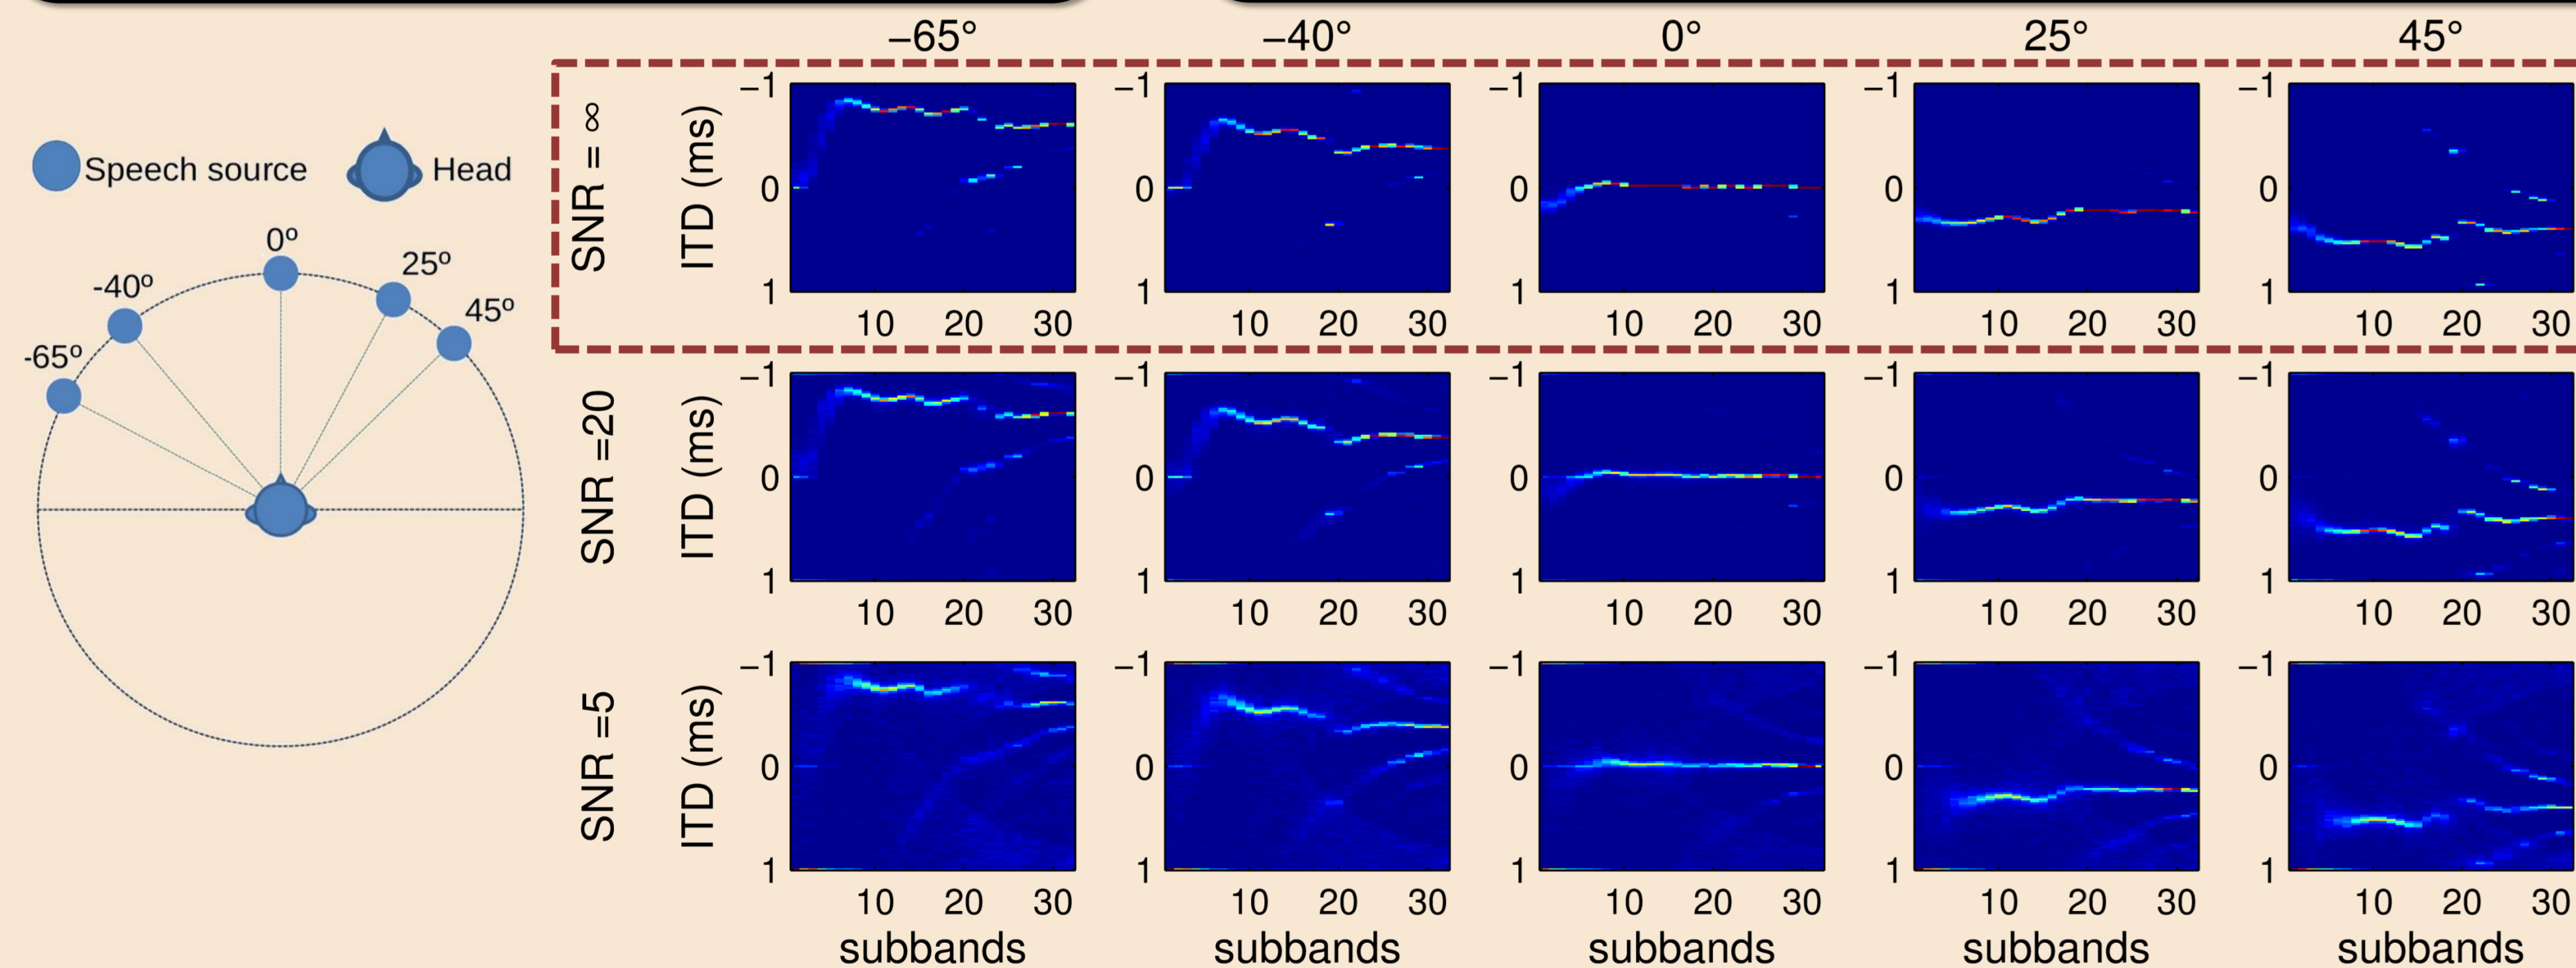 −65° −40° 0° 25° 45°
Speech source Head
0º
-40º 25º
-65º 45º
SNR = ∞ ITD (ms)
−1 −1 −1 −1 −1
0 0 0 0 0
1 1 1 1 1
10 20 30 10 20 30 10 20 30 10 20 30 10 20 30
SNR =20 ITD (ms)
−1 −1 −1 −1 −1
0 0 0 0 0
1 1 1 1 1
10 20 30 10 20 30 10 20 30 10 20 30 10 20 30
SNR =5 ITD (ms)
−1 −1 −1 −1 −1
0 0 0 0 0
1 1 1 1 1
10 20 30 10 20 30 10 20 30 10 20 30 10 20 30
subbands subbands subbands subbands subbands